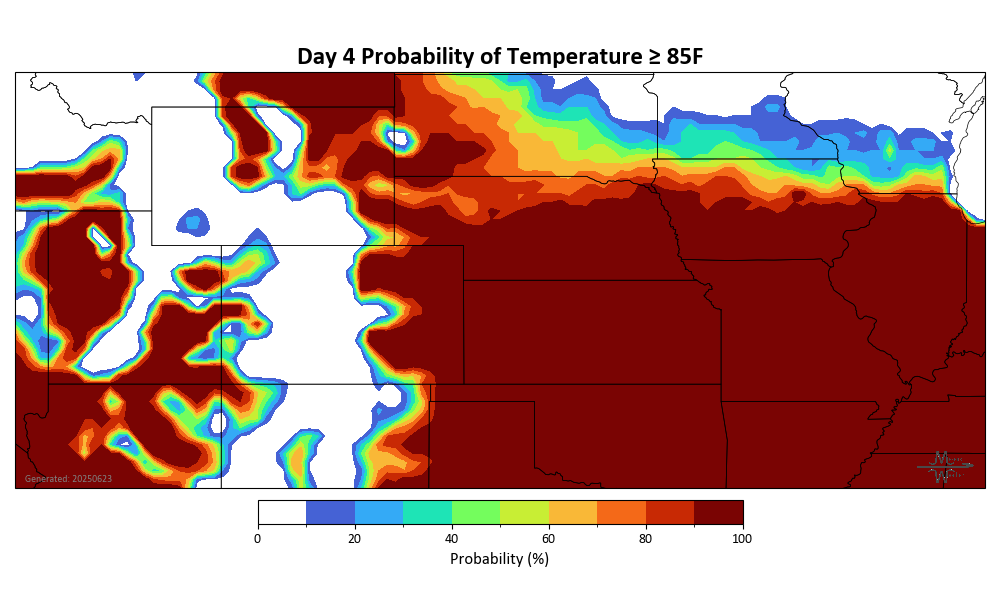 Day 4 Probability of Temperature ≥ 85F
Generated: 20250623
0 20 40 60 80 100
Probability (%)